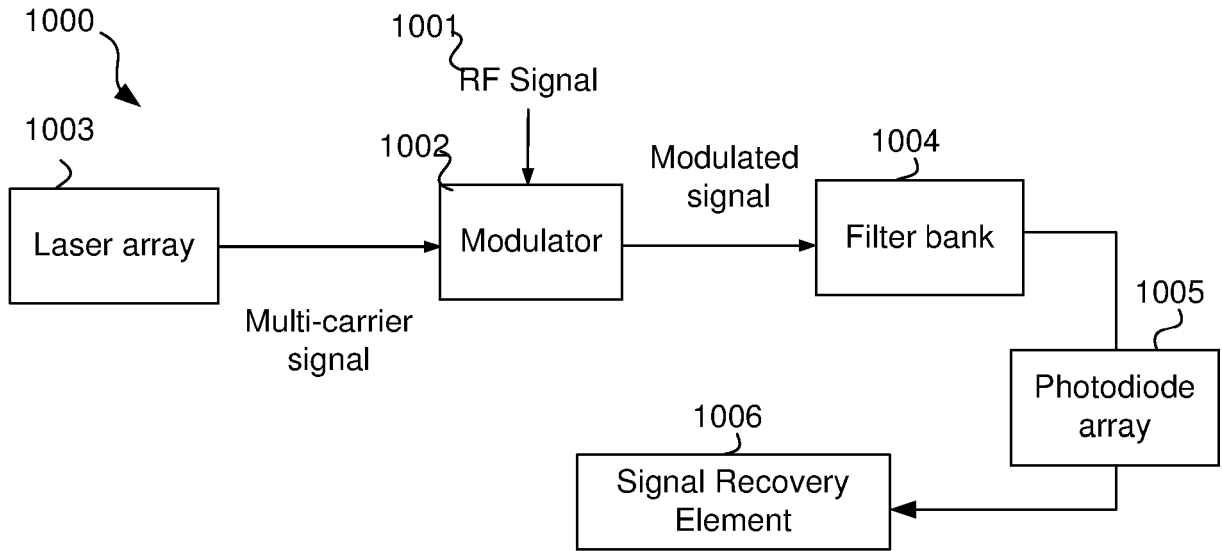 1000
1001
RF Signal
1003
1002
Modulated
signal
1004
Laser array
Modulator
Filter bank
Multi-carrier
signal
1005
Photodiode
array
1006
Signal Recovery
Element